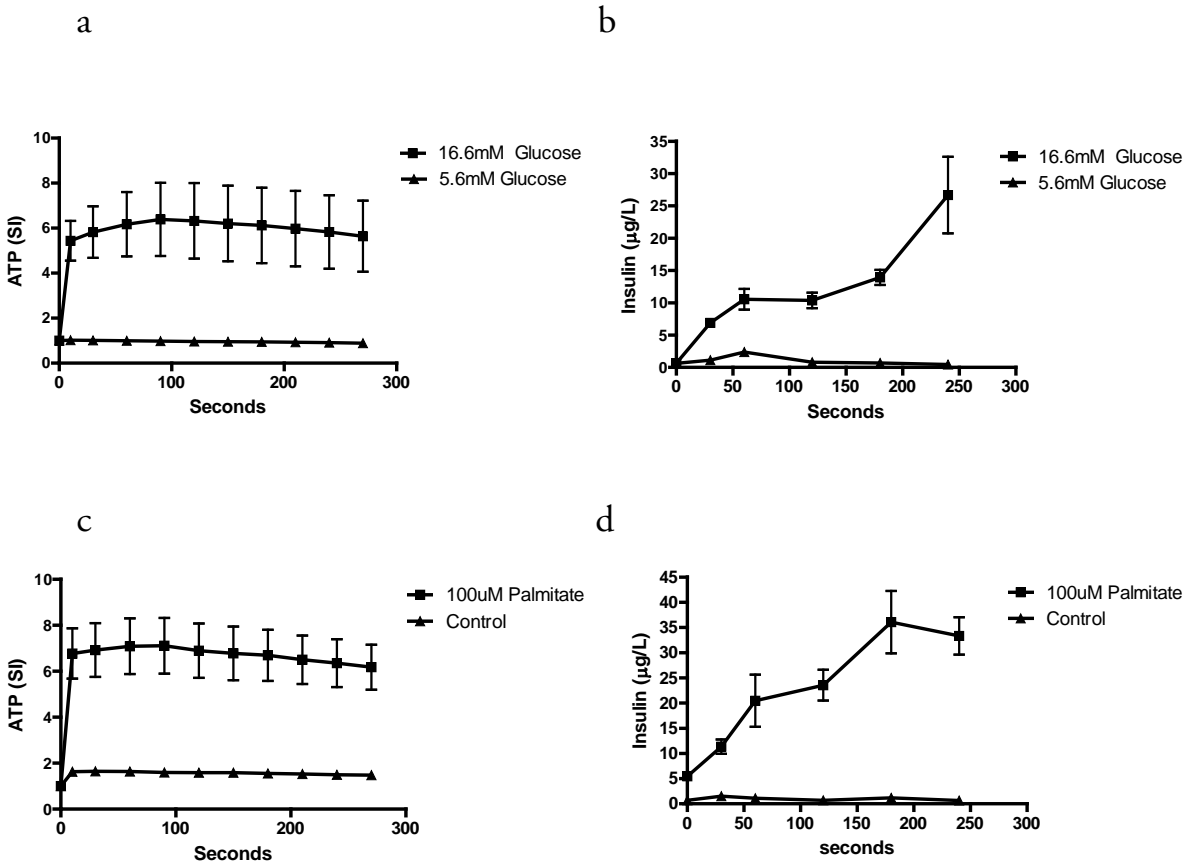 a
10
8
6
4
2
0
ATP (SI)
0 100 200 300
Seconds
16.6mM Glucose
5.6mM Glucose
b
35
30
25
20
15
10
5
0
Insulin (μg/L)
0 50 100 150 200 250 300
Seconds
16.6mM Glucose
5.6mM Glucose
c
10
8
6
4
2
0
ATP (SI)
0 100 200 300
Seconds
100uM Palmitate
Control
d
45
40
35
30
25
20
15
10
5
0
Insulin (μg/L)
0 50 100 150 200 250 300
seconds
100uM Palmitate
Control